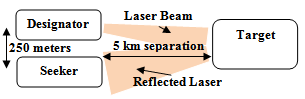 Designator
Laser Beam
Target
250 meters
5 km separation
Seeker
Reflected Laser